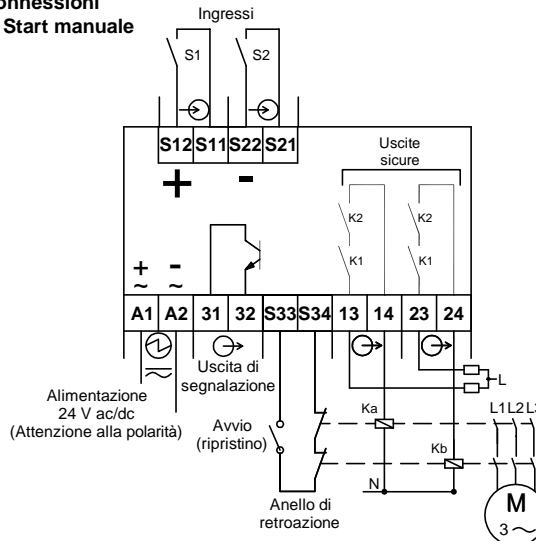 onnessioni
Start manuale
Ingressi
S1
S2
S12 S11 S22 S21
+ -
Uscite
sicure
K2 K2
K1 K1
+ -
~ ~
A1 A2 31 32 S33 S34 13 14 23 24
Uscita di
segnalazione
L
Alimentazione
24 V ac/dc
(Attenzione alla polarità)
Avvio
(ripristino)
Ka
L1 L2 L3
Kb
N
Anello di
retroazione
M
3 ~